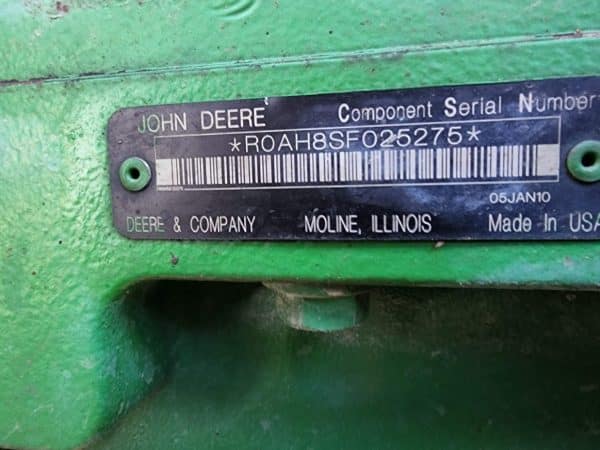 JOHN DEERE Component Serial Number
*R0AH8SF025275*
05JAN10
DEERE & COMPANY MOLINE, ILLINOIS Made In USA